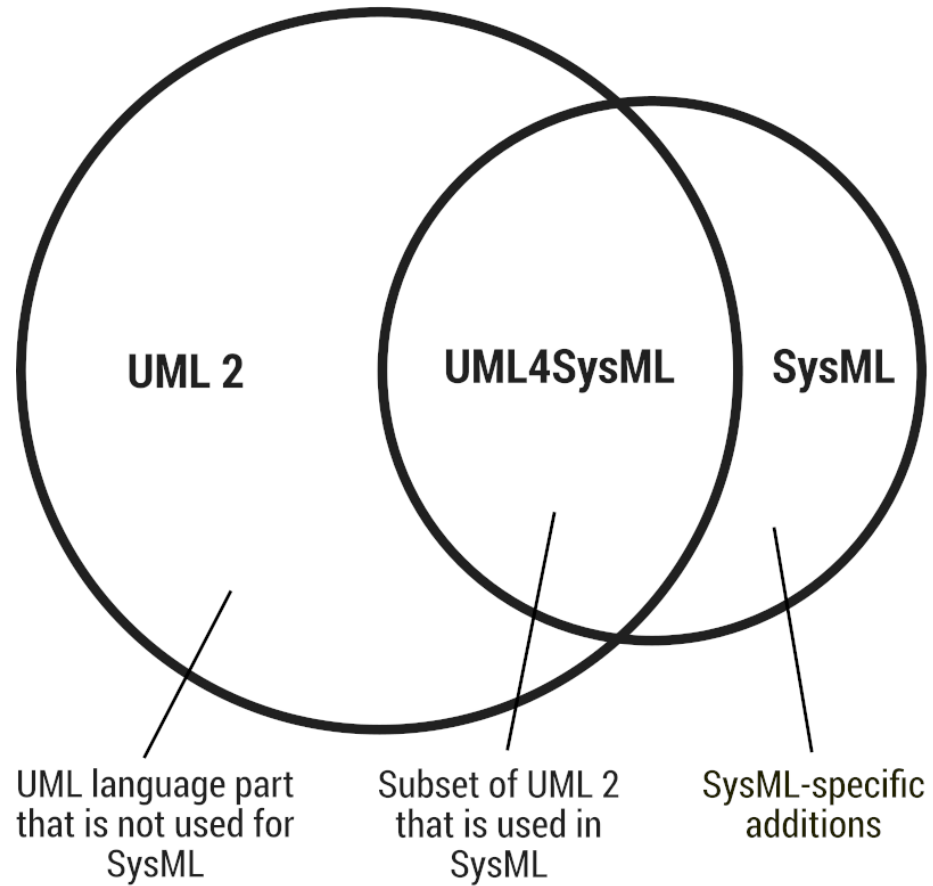 UML 2
UML4SysML
SysML
UML language part
that is not used for
SysML
Subset of UML 2
that is used in
SysML
SysML-specific
additions